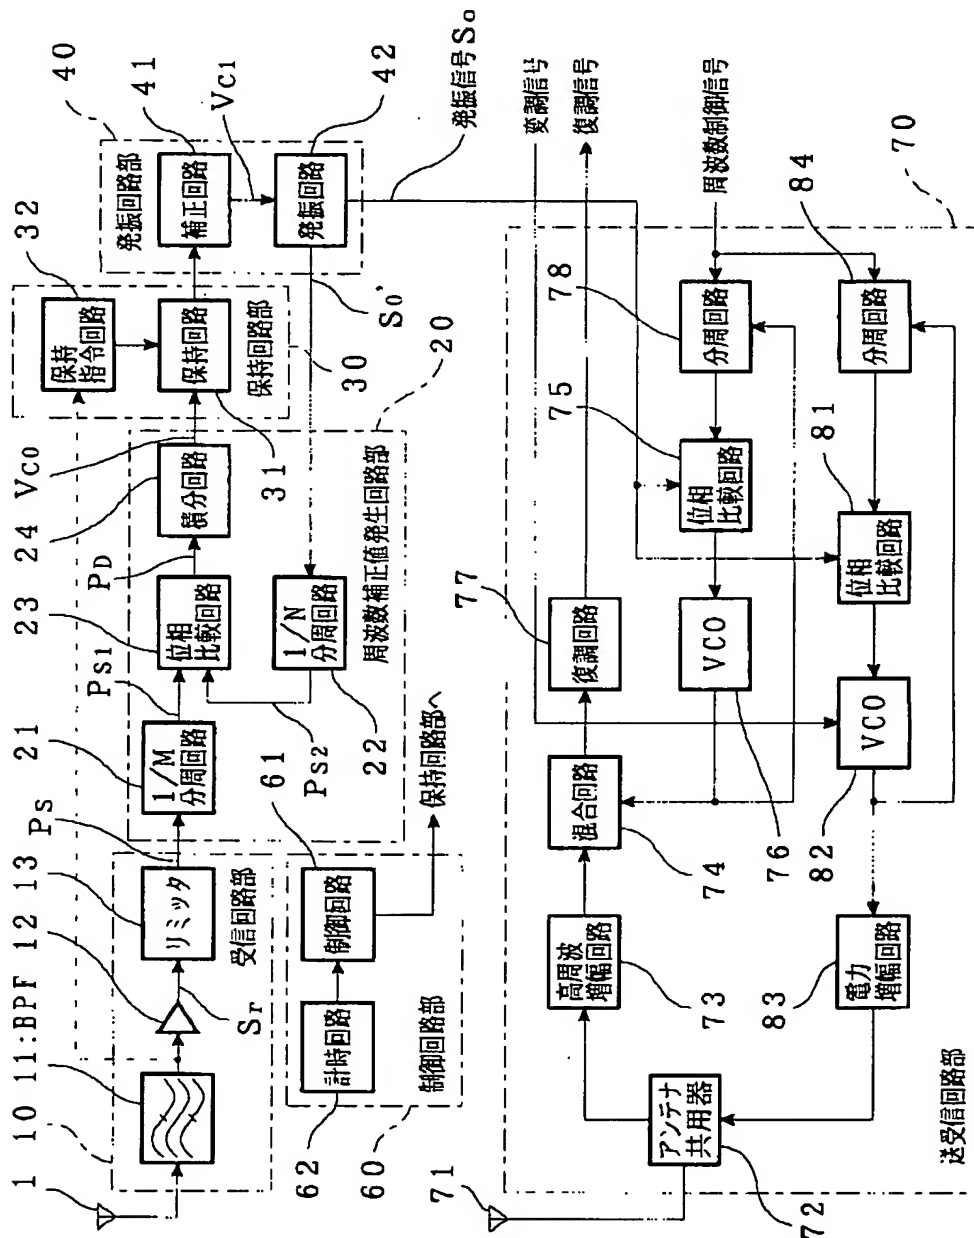 1
10
11:BPF
12
13
リミッタ
Sr
受信回路部
PS
21
1/M
分周回路
PS1
23
位相
比較回路
PD
24
積分回路
VC0
1/N
分周回路
22
PS2
周波数補正値発生回路部
20
32
保持
指令回路
保持回路
31
保持回路部
30
40
発振回路部
41
補正回路
VC1
発振回路
42
S0'
発振信号So
62
計時回路
61
制御回路
保持回路部へ
制御回路部
60
71
アンテナ
共用器
72
高周波
増幅回路
73
混合回路
74
77
復調回路
変調信号
復調信号
VCO
76
75
位相
比較回路
78
分周回路
周波数制御信号
84
分周回路
81
位相
比較回路
VCO
82
83
電力
増幅回路
送受信回路部
70